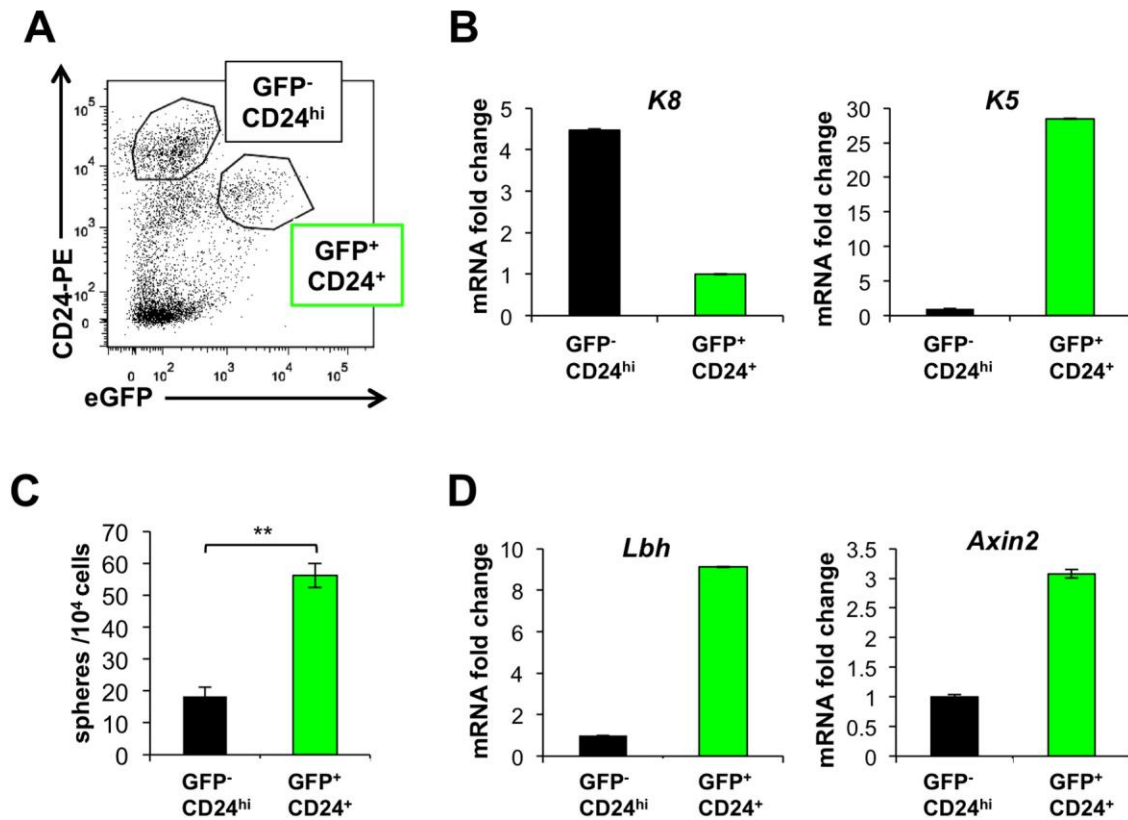 A
GFP⁻
CD24ʰⁱ
GFP⁺
CD24⁺
CD24-PE
10⁵
10⁴
10³
10²
0
0 10² 10³ 10⁴ 10⁵
eGFP
B
K8
mRNA fold change
5
4
3
2
1
0
GFP⁻ GFP⁺
CD24ʰⁱ CD24⁺
K5
mRNA fold change
30
25
20
15
10
5
0
GFP⁻ GFP⁺
CD24ʰⁱ CD24⁺
C
spheres /10⁴ cells
70
60
50
40
30
20
10
0
**
GFP⁻ GFP⁺
CD24ʰⁱ CD24⁺
D
Lbh
mRNA fold change
10
8
6
4
2
0
GFP⁻ GFP⁺
CD24ʰⁱ CD24⁺
Axin2
mRNA fold change
3.5
3
2.5
2
1.5
1
0.5
0
GFP⁻ GFP⁺
CD24ʰⁱ CD24⁺